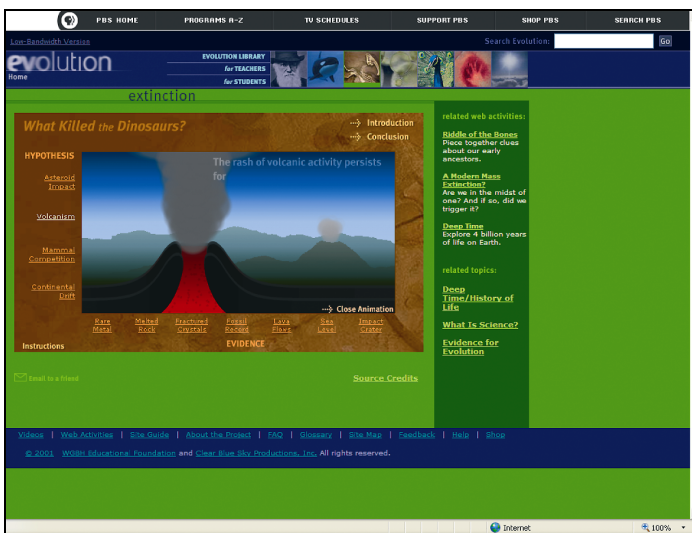 PBS HOME PROGRAMS A-Z TV SCHEDULES SUPPORT PBS SHOP PBS SEARCH PBS
Low-Bandwidth Version
Search Evolution: Go
evolution
Home
EVOLUTION LIBRARY
for TEACHERS
for STUDENTS
extinction
What Killed the Dinosaurs?
Introduction
Conclusion
HYPOTHESIS
Asteroid
Impact
Volcanism
Mammal
Competition
Continental
Drift
The rash of volcanic activity persists
for
Close Animation
Rare Metal
Melted Rock
Fractured Crystals
Fossil Record
Lava Flows
Sea Level
Impact Crater
Instructions
EVIDENCE
related web activities:
Riddle of the Bones
Piece together clues
about our early
ancestors.
A Modern Mass
Extinction?
Are we in the midst of
one? And if so, did we
trigger it?
Deep Time
Explore 4 billion years
of life on Earth.
related topics:
Deep
Time/History of
Life
What Is Science?
Evidence for
Evolution
Email to a friend
Source Credits
Videos | Web Activities | Site Guide | About the Project | FAQ | Glossary | Site Map | Feedback | Help | Shop
© 2001 WGBH Educational Foundation and Clear Blue Sky Productions, Inc. All rights reserved.
Internet 100%